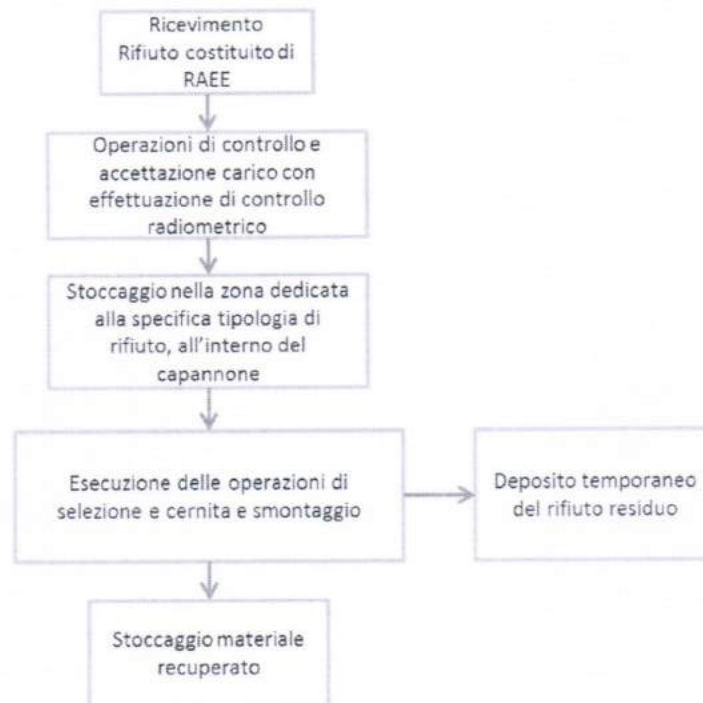 Ricevimento
Rifiuto costituito di
RAEE
Operazioni di controllo e
accettazione carico con
effettuazione di controllo
radiometrico
Stoccaggio nella zona dedicata
alla specifica tipologia di
rifiuto, all'interno del
capannone
Esecuzione delle operazioni di
selezione e cernita e smontaggio
Deposito temporaneo
del rifiuto residuo
Stoccaggio materiale
recuperato